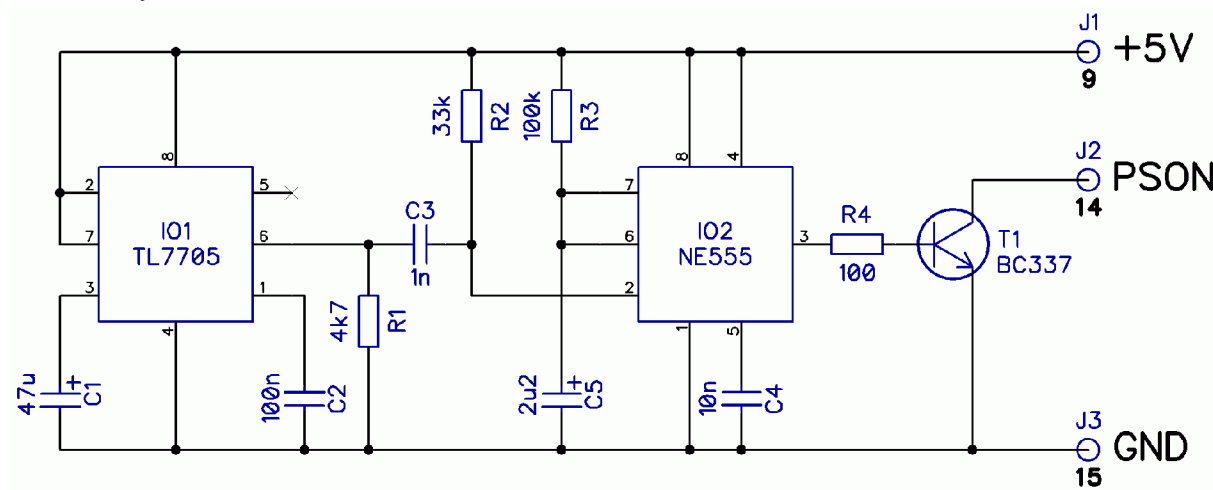 J1
+5V
9
33k
R2
100k
R3
8
8
4
J2
PSON
14
2
5
7
IO1
TL7705
7
6
C3
1n
6
IO2
NE555
3
R4
100
T1
BC337
3
1
2
4k7
R1
4
1
5
47u
+
C1
100n
C2
2u2
+
C5
10n
C4
J3
GND
15